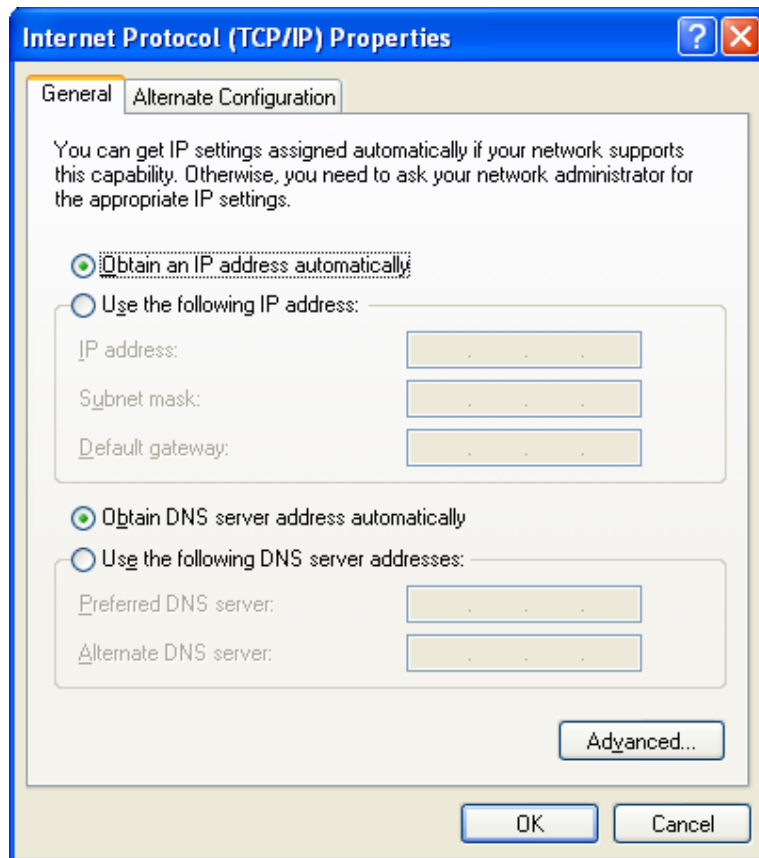 Internet Protocol (TCP/IP) Properties
General
Alternate Configuration
You can get IP settings assigned automatically if your network supports
this capability. Otherwise, you need to ask your network administrator for
the appropriate IP settings.
Obtain an IP address automatically
Use the following IP address:
IP address:
Subnet mask:
Default gateway:
Obtain DNS server address automatically
Use the following DNS server addresses:
Preferred DNS server:
Alternate DNS server:
Advanced...
OK
Cancel